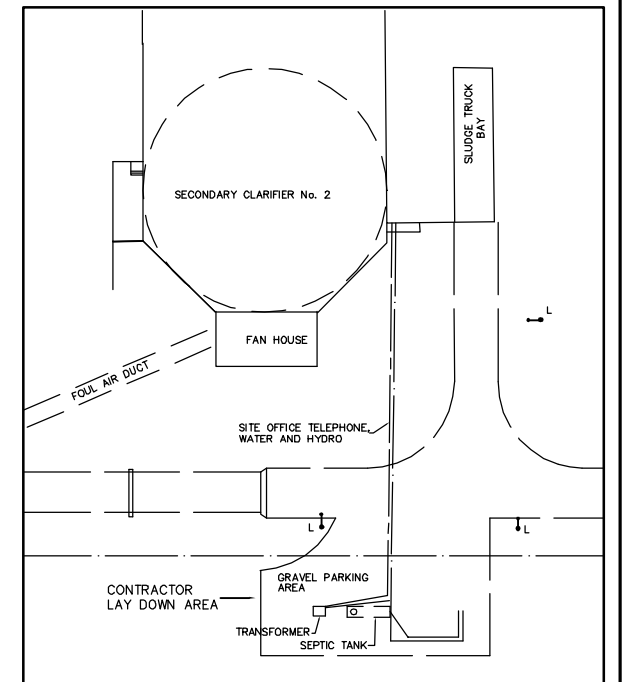 SLUDGE TRUCK
BAY
SECONDARY CLARIFIER No. 2
L
FAN HOUSE
FOUL AIR DUCT
SITE OFFICE TELEPHONE,
WATER AND HYDRO
L
L
GRAVEL PARKING
AREA
CONTRACTOR
LAY DOWN AREA
TRANSFORMER
SEPTIC TANK